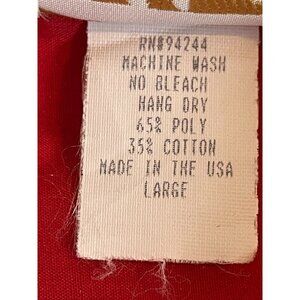 RN#94244
MACHINE WASH
NO BLEACH
HANG DRY
65% POLY
35% COTTON
MADE IN THE USA
LARGE